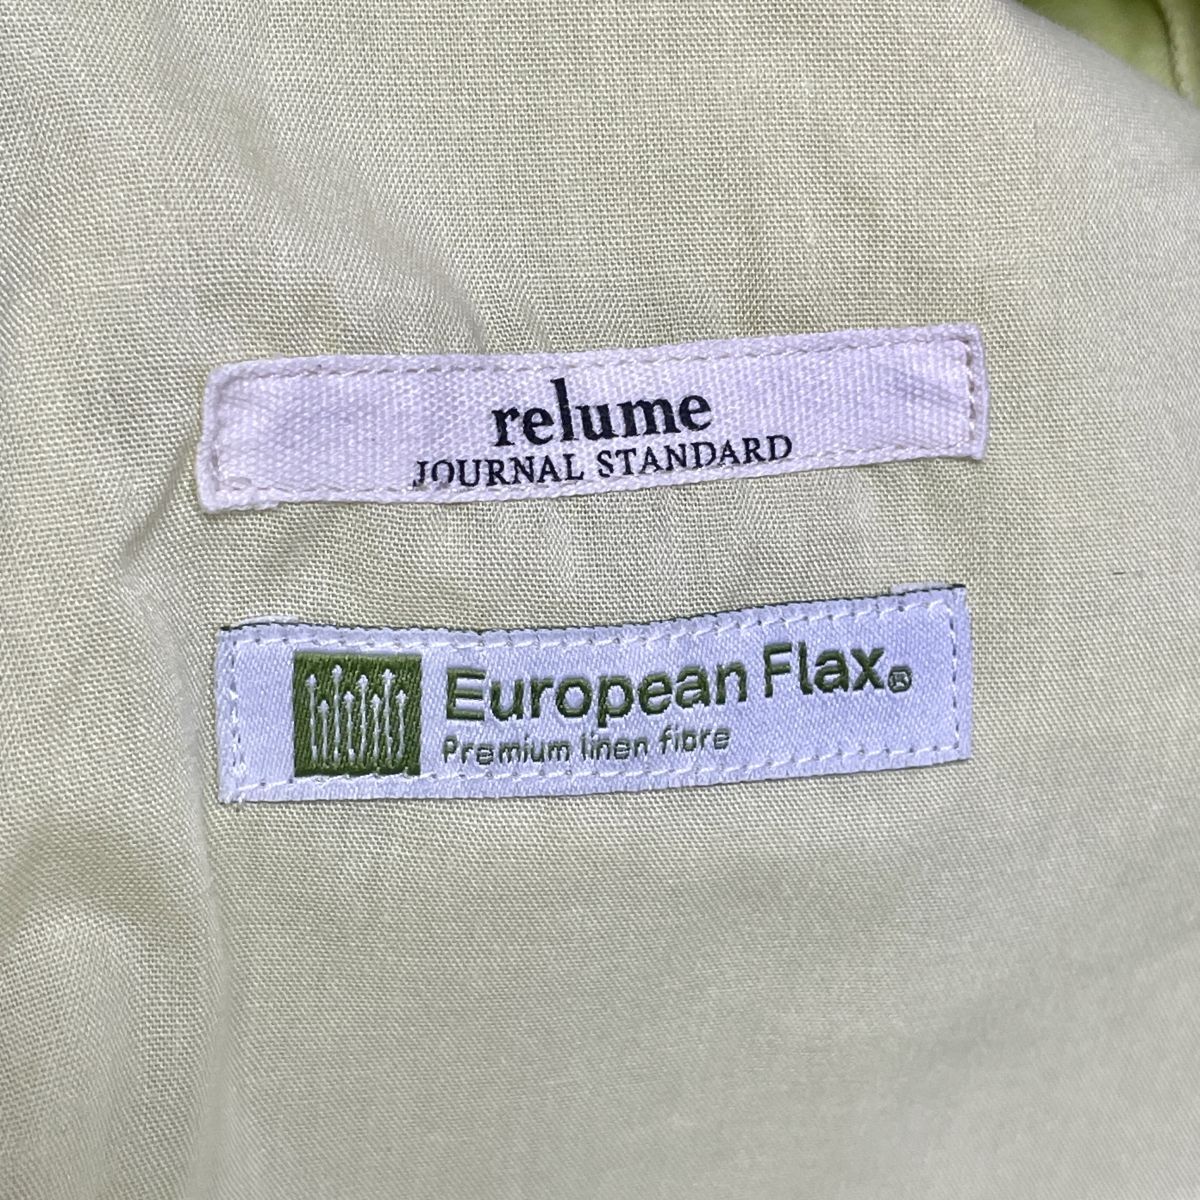 relume
JOURNAL STANDARD
European Flax®
Premium linen fibre